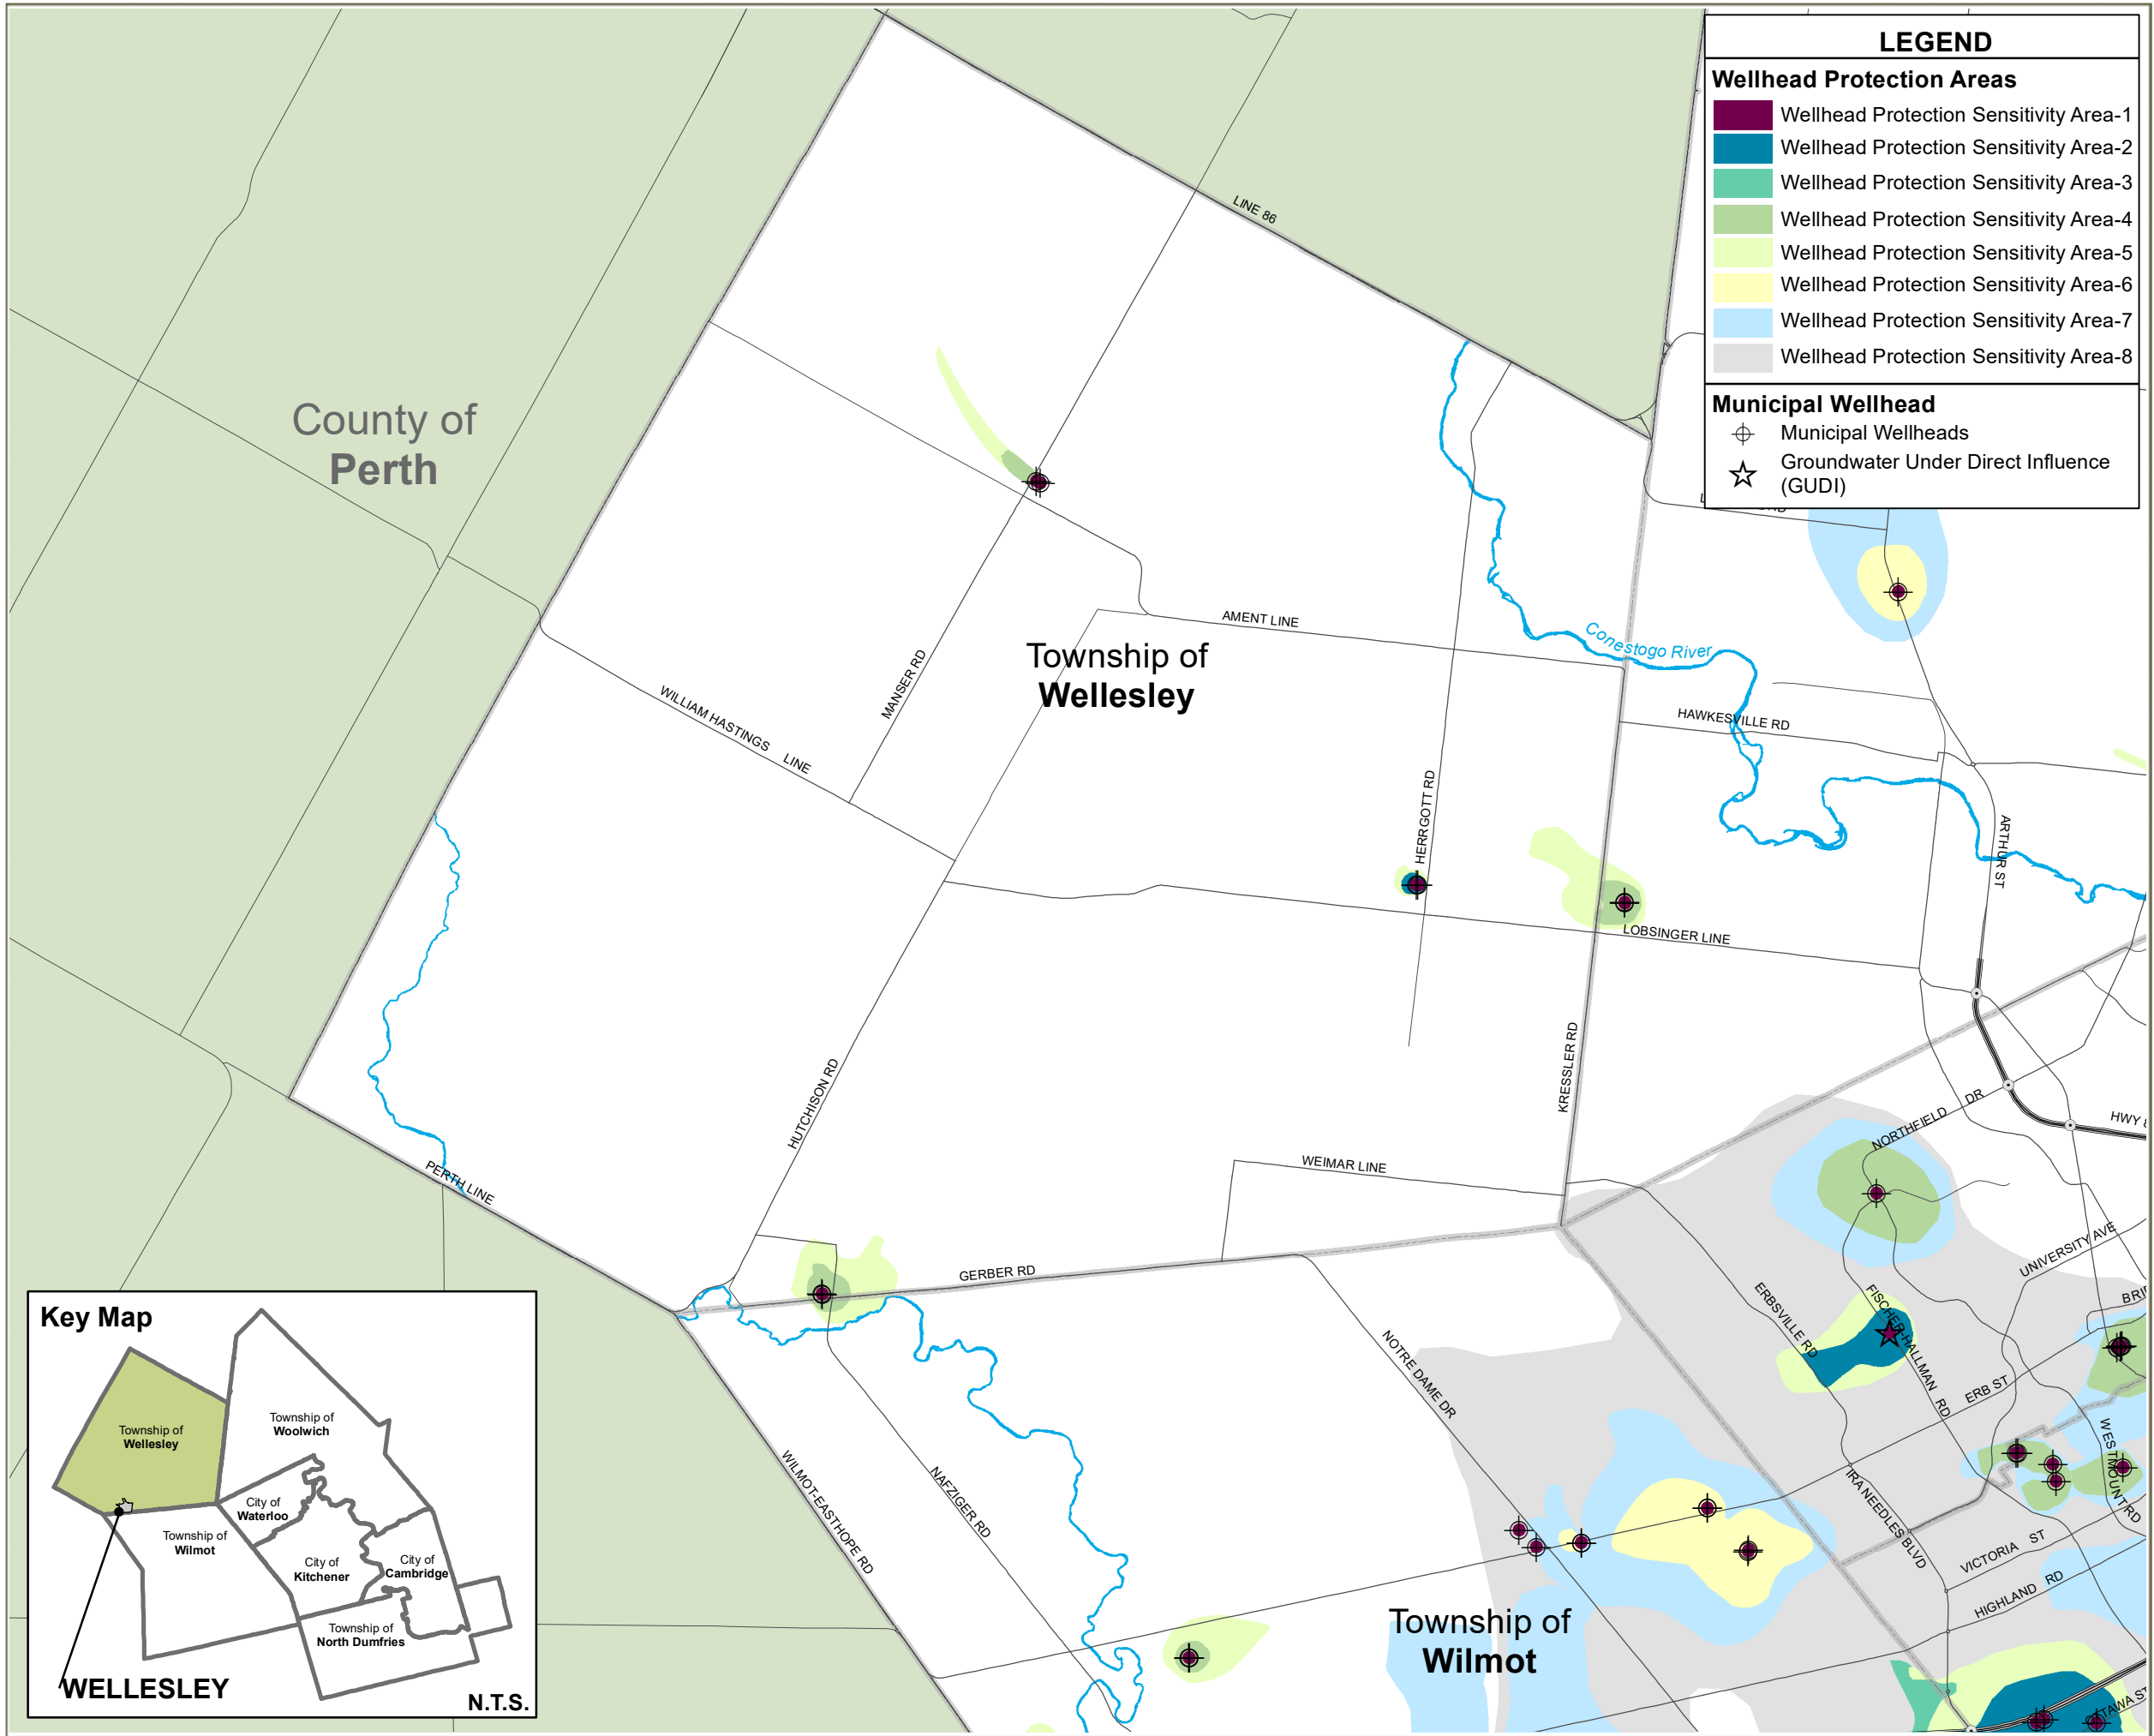 LEGEND
Wellhead Protection Areas
Wellhead Protection Sensitivity Area-1
Wellhead Protection Sensitivity Area-2
Wellhead Protection Sensitivity Area-3
Wellhead Protection Sensitivity Area-4
Wellhead Protection Sensitivity Area-5
Wellhead Protection Sensitivity Area-6
Wellhead Protection Sensitivity Area-7
Wellhead Protection Sensitivity Area-8
Municipal Wellhead
Municipal Wellheads
Groundwater Under Direct Influence
(GUDI)
LINE 86
County of
Perth
AMENT LINE
Conestogo River
Township of
Wellesley
MANSER RD
WILLIAM HASTINGS LINE
HAWKESVILLE RD
HERRGOTT RD
ARTHUR ST
LOBSINGER LINE
KRESSLER RD
HUTCHISON RD
NORTHFIELD DR
HWY
WEIMAR LINE
PERTH LINE
GERBER RD
UNIVERSITY AVE
ERBSVILLE RD
FISCHER-HALLMAN RD
NOTRE DAME DR
ERB ST
WESTMOUNT RD
WILMOT-EASTHOPE RD
NAFZIGER RD
IRA NEEDLES BLVD
VICTORIA ST
HIGHLAND RD
Township of
Wilmot
OTTAWA ST
Key Map
Township of
Wellesley
Township of
Woolwich
City of
Waterloo
Township of
Wilmot
City of
Kitchener
City of
Cambridge
Township of
North Dumfries
WELLESLEY
N.T.S.